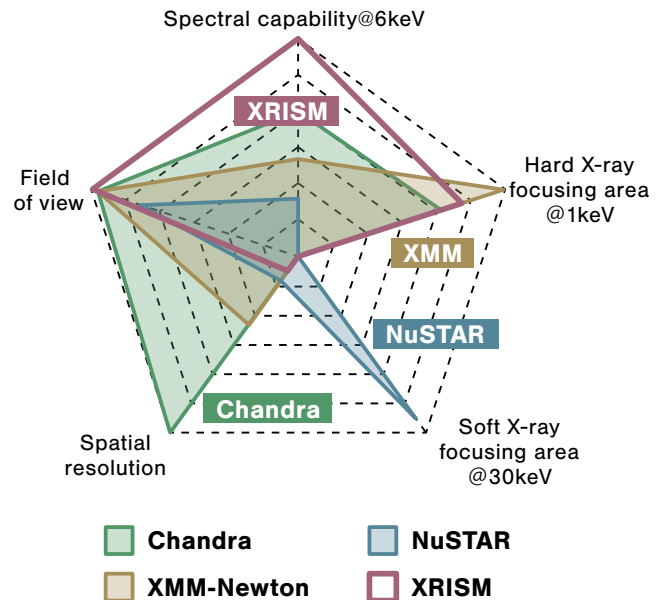 Spectral capability@6keV
XRISM
Field
of view
Hard X-ray
focusing area
@1keV
XMM
NuSTAR
Chandra
Spatial
resolution
Soft X-ray
focusing area
@30keV
Chandra
NuSTAR
XMM-Newton
XRISM